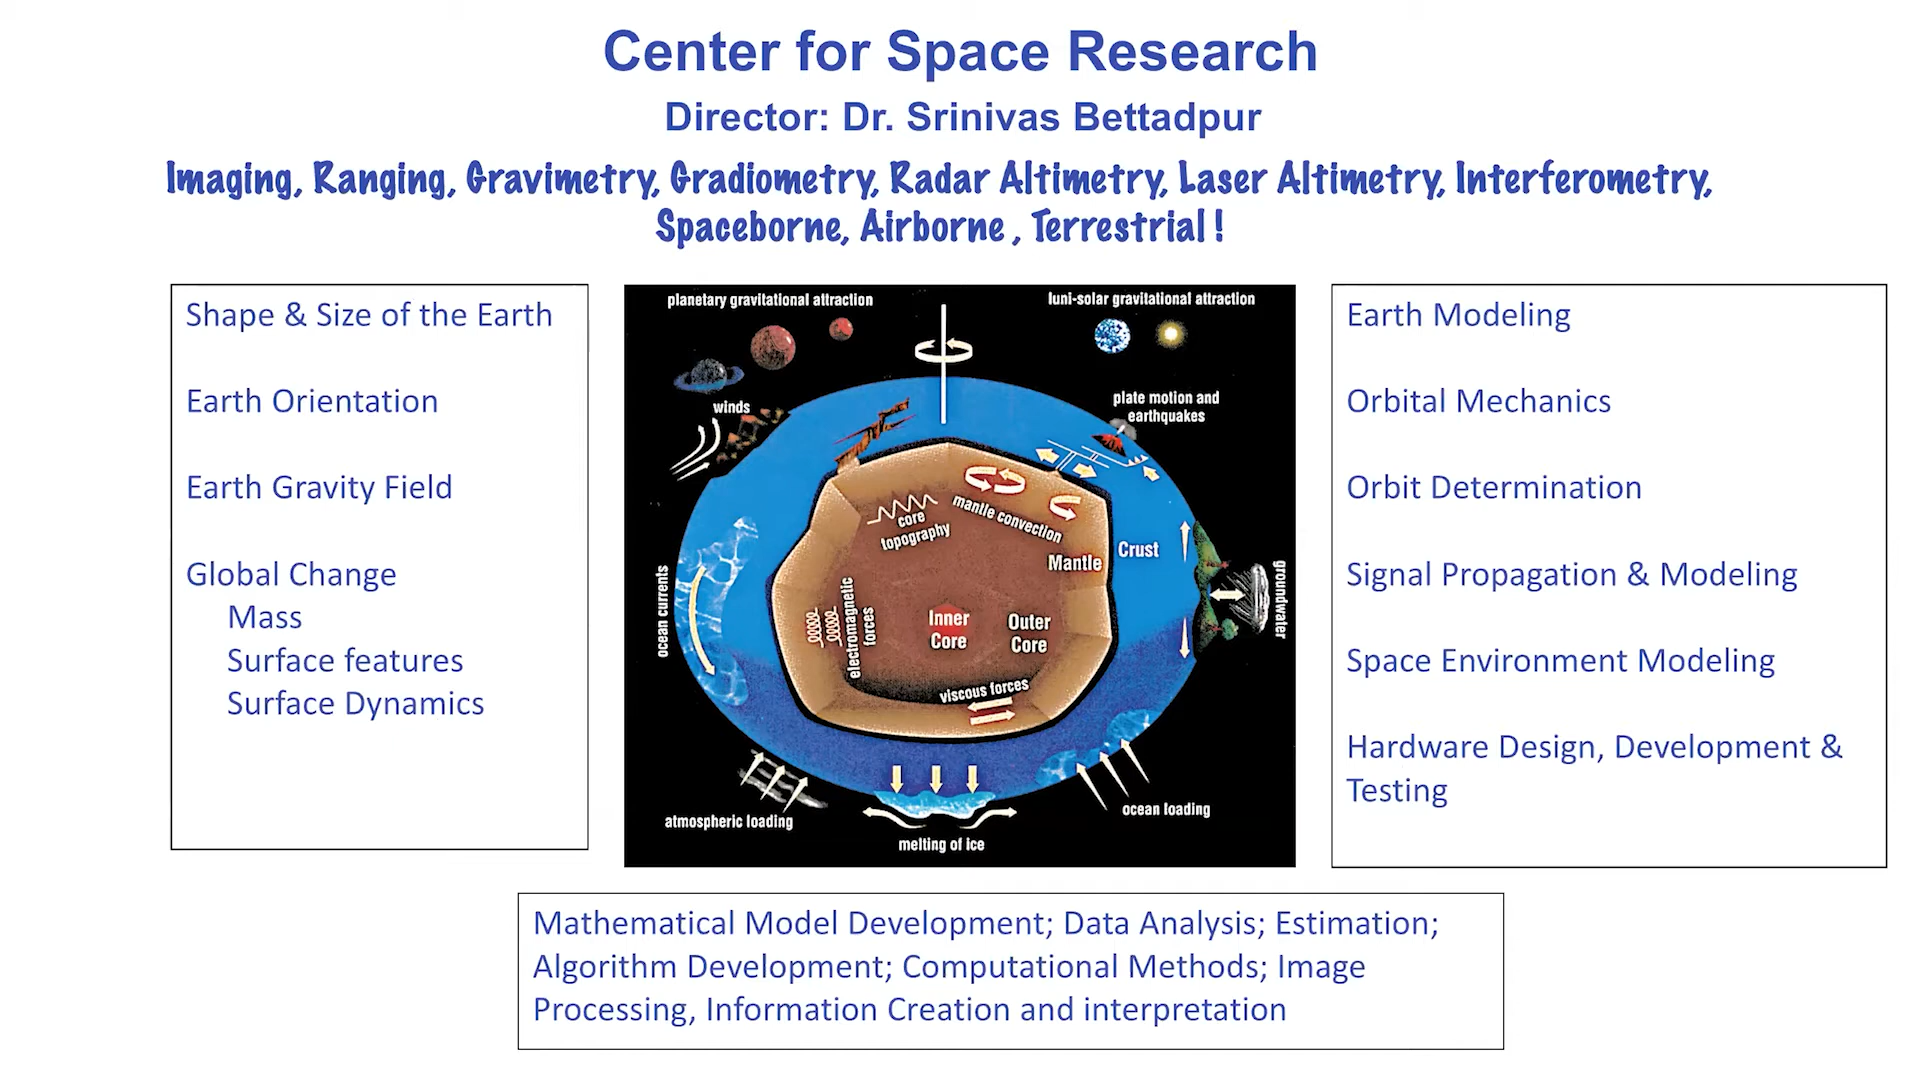 Center for Space Research
Director: Dr. Srinivas Bettadpur
Imaging, Ranging, Gravimetry, Gradiometry, Radar Altimetry, Laser Altimetry, Interferometry,
Spaceborne, Airborne , Terrestrial !
Shape & Size of the Earth
Earth Orientation
Earth Gravity Field
Global Change
Mass
Surface features
Surface Dynamics
planetary gravitational attraction
luni-solar gravitational attraction
winds
plate motion and
earthquakes
core
topography
mantle convection
Mantle
Crust
ocean currents
electromagnetic
forces
Inner
Core
Outer
Core
groundwater
viscous forces
atmospheric loading
melting of ice
ocean loading
Earth Modeling
Orbital Mechanics
Orbit Determination
Signal Propagation & Modeling
Space Environment Modeling
Hardware Design, Development &
Testing
Mathematical Model Development; Data Analysis; Estimation;
Algorithm Development; Computational Methods; Image
Processing, Information Creation and interpretation